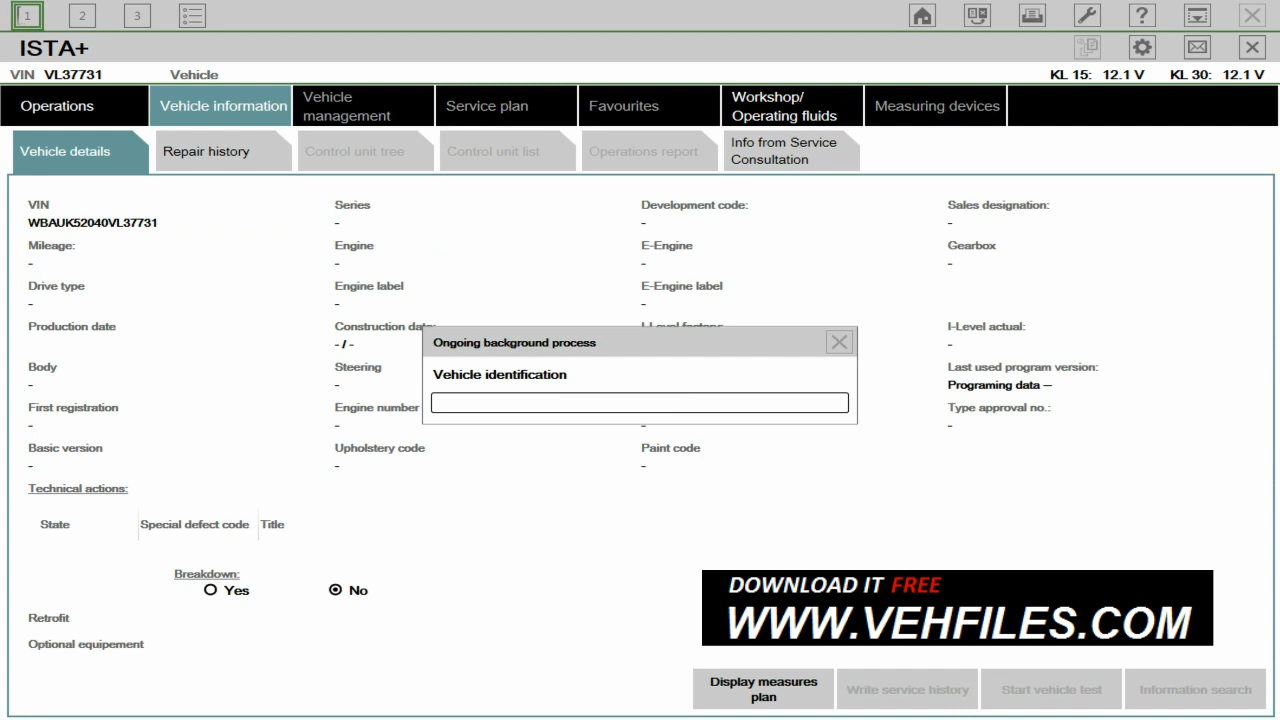 1
2
3
?
ISTA+
VIN VL37731 Vehicle KL 15: 12.1 V KL 30: 12.1 V
Operations
Vehicle information
Vehicle
management
Service plan
Favourites
Workshop/
Operating fluids
Measuring devices
Vehicle details
Repair history
Control unit tree
Control unit list
Operations report
Info from Service
Consultation
VIN Series Development code: Sales designation:
WBAUK52040VL37731 - - -
Mileage: Engine E-Engine Gearbox
- - - -
Drive type Engine label E-Engine label
- - -
Production date Construction date: I-Level factory: I-Level actual:
- / - -
Body Steering Last used program version:
- - Programing data –
First registration Engine number Type approval no.:
- - - -
Basic version Upholstery code Paint code
- - -
Ongoing background process
Vehicle identification
Technical actions:
State Special defect code Title
Breakdown:
Yes No
Retrofit
Optional equipement
DOWNLOAD IT FREE
WWW.VEHFILES.COM
Display measures
plan
Write service history
Start vehicle test
Information search